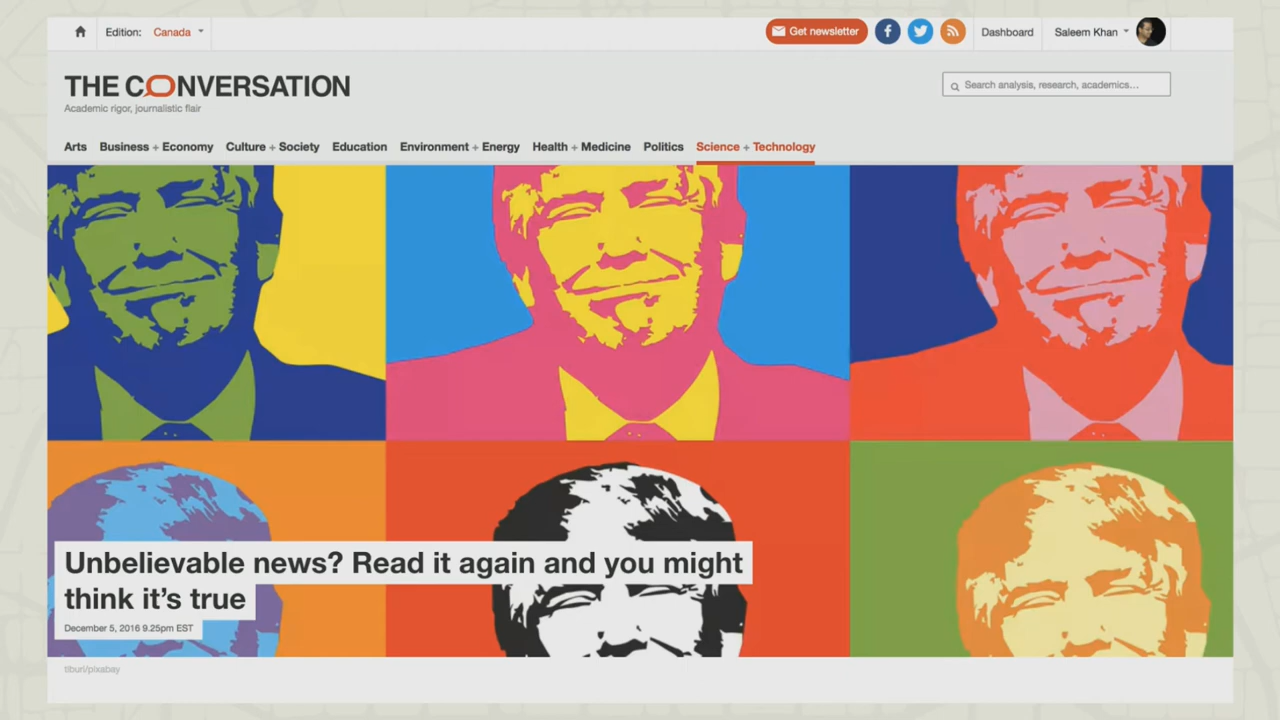 Edition: Canada
Get newsletter
Dashboard
Saleem Khan
THE CONVERSATION
Academic rigor, journalistic flair
Search analysis, research, academics...
Arts Business + Economy Culture + Society Education Environment + Energy Health + Medicine Politics Science + Technology
Unbelievable news? Read it again and you might
think it's true
December 5, 2016 9.25pm EST
tiburi/pixabay